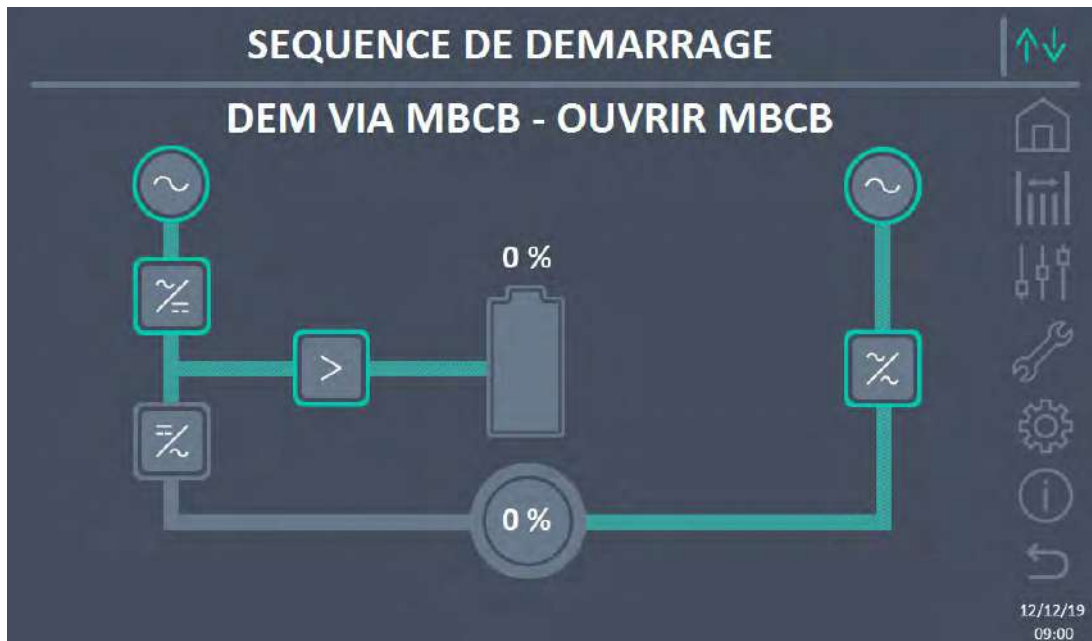 SEQUENCE DE DEMARRAGE
DEM VIA MBCB - OUVRIR MBCB
0 %
0 %
12/12/19
09:00